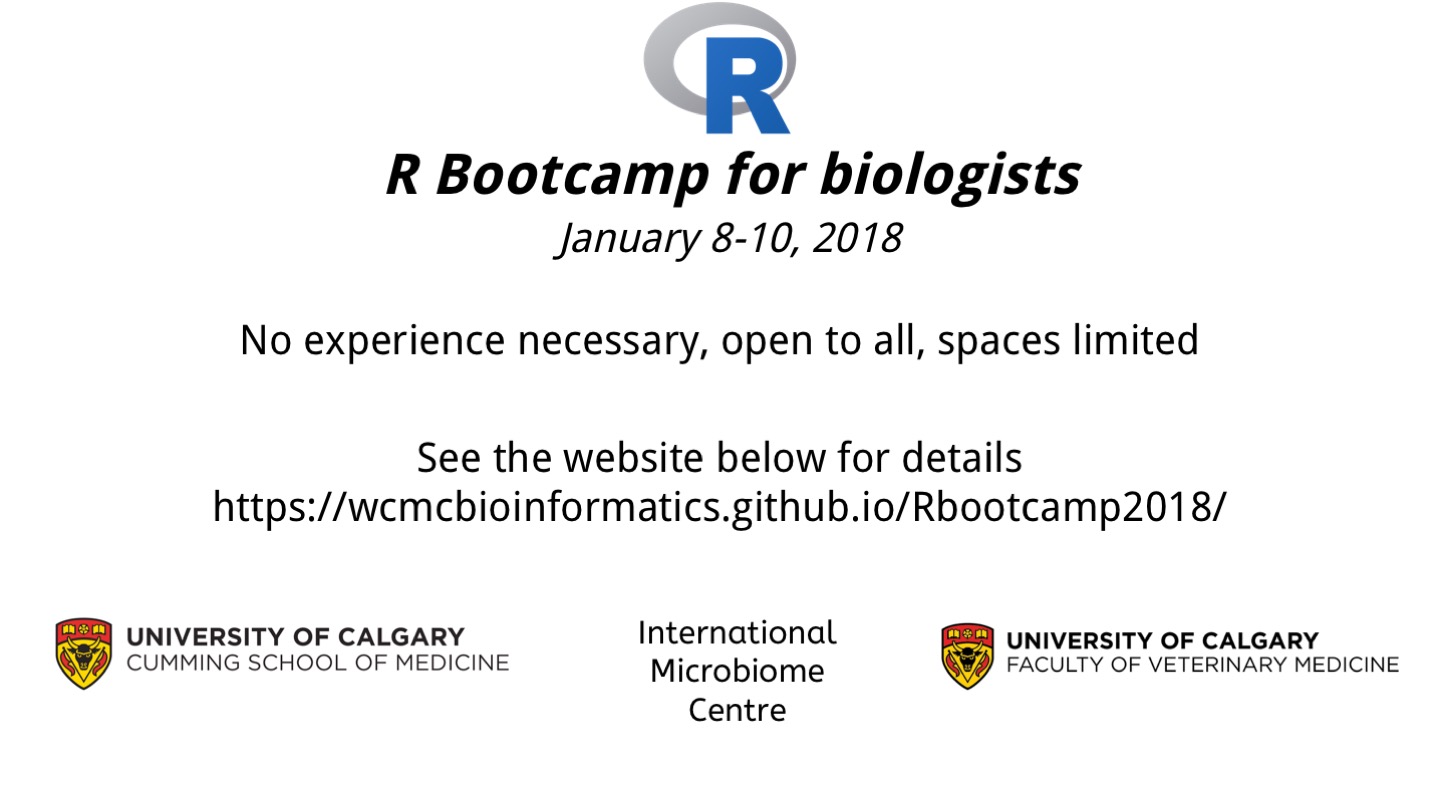 R
R Bootcamp for biologists
January 8-10, 2018
No experience necessary, open to all, spaces limited
See the website below for details
https://wcmcbioinformatics.github.io/Rbootcamp2018/
UNIVERSITY OF CALGARY
CUMMING SCHOOL OF MEDICINE
International
Microbiome
Centre
UNIVERSITY OF CALGARY
FACULTY OF VETERINARY MEDICINE